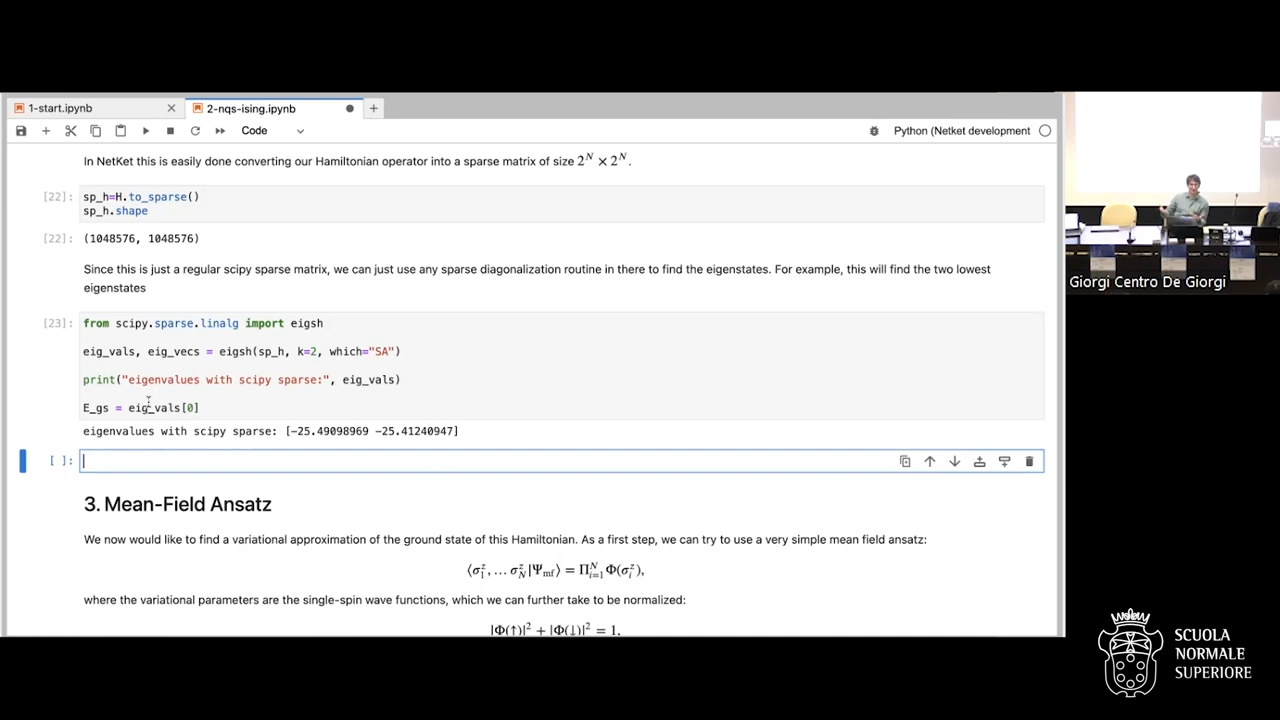 1-start.ipynb
2-nqs-ising.ipynb
Code
Python (Netket development
In NetKet this is easily done converting our Hamiltonian operator into a sparse matrix of size 2^N × 2^N.
[22]: sp_h=H.to_sparse()
sp_h.shape
[22]: (1048576, 1048576)
Since this is just a regular scipy sparse matrix, we can just use any sparse diagonalization routine in there to find the eigenstates. For example, this will find the two lowest
eigenstates
[23]: from scipy.sparse.linalg import eigsh
eig_vals, eig_vecs = eigsh(sp_h, k=2, which="SA")
print("eigenvalues with scipy sparse:", eig_vals)
E_gs = eig_vals[0]
eigenvalues with scipy sparse: [-25.49098969 -25.41240947]
[ ]:
3. Mean-Field Ansatz
We now would like to find a variational approximation of the ground state of this Hamiltonian. As a first step, we can try to use a very simple mean field ansatz:
⟨σ₁ᶻ, … σ_Nᶻ|Ψ_mf⟩ = Π_{i=1}^N Φ(σᵢᶻ),
where the variational parameters are the single-spin wave functions, which we can further take to be normalized:
|Φ(↑)|² + |Φ(↓)|² = 1,
Giorgi Centro De Giorgi
SCUOLA
NORMALE
SUPERIORE